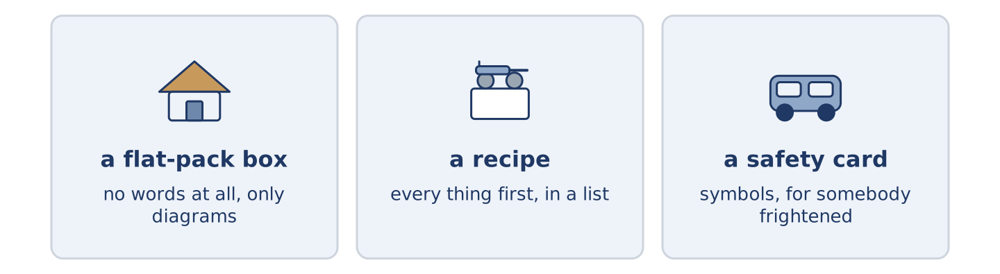 a flat-pack box
no words at all, only
diagrams
a recipe
every thing first, in a list
a safety card
symbols, for somebody
frightened